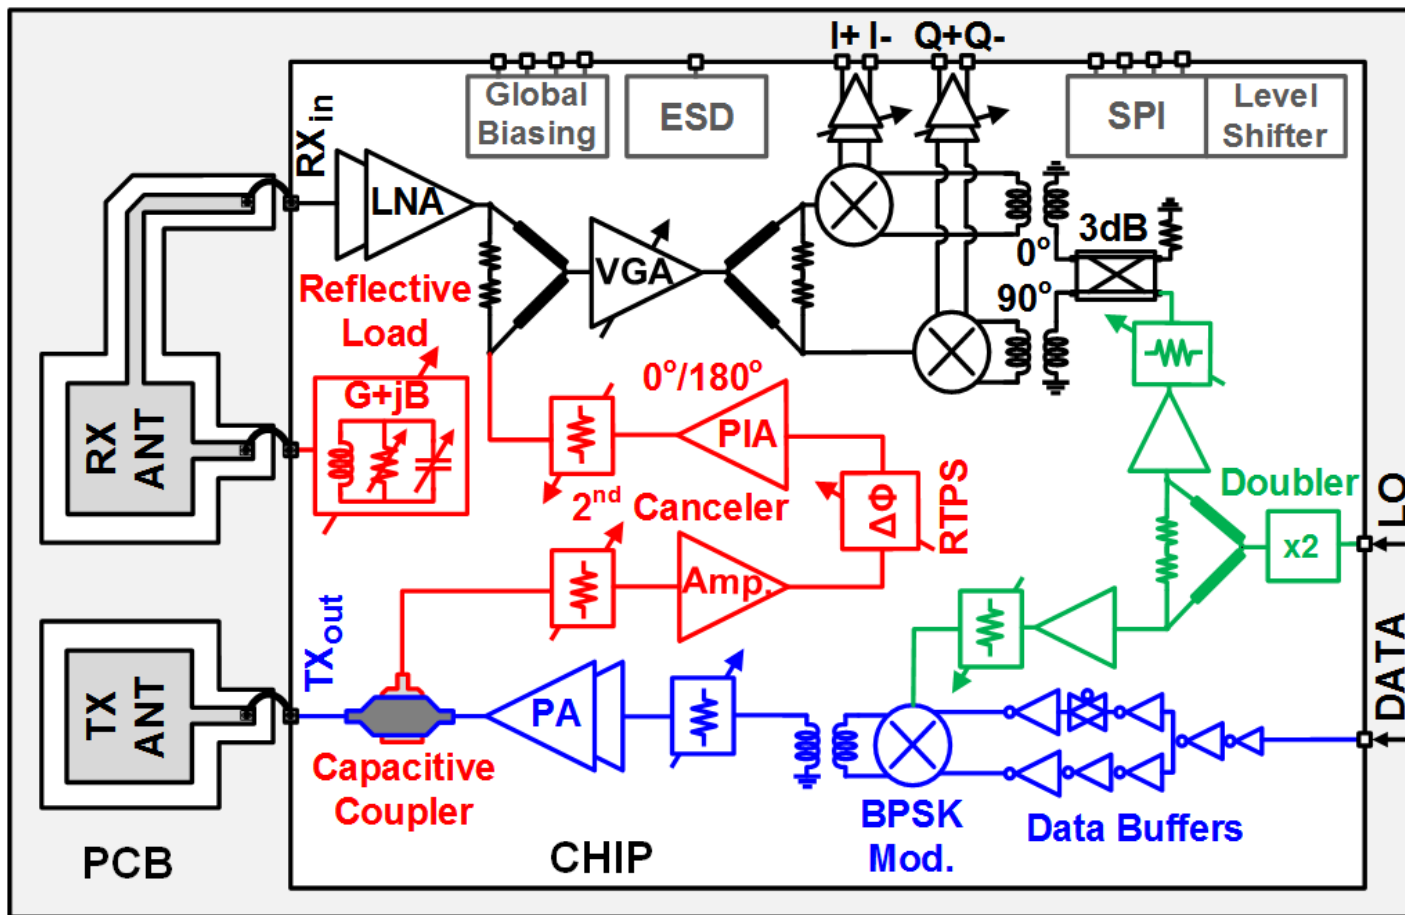 I+ I- Q+Q-
Global
Biasing
ESD
SPI
Level
Shifter
RXin
LNA
VGA
3dB
0°
90°
Reflective
Load
G+jB
0°/180°
PIA
2nd Canceler
ΔΦ
RTPS
Amp.
Doubler
x2
LO
RX
ANT
TX
ANT
TXout
PA
Capacitive
Coupler
BPSK
Mod.
Data Buffers
DATA
PCB
CHIP